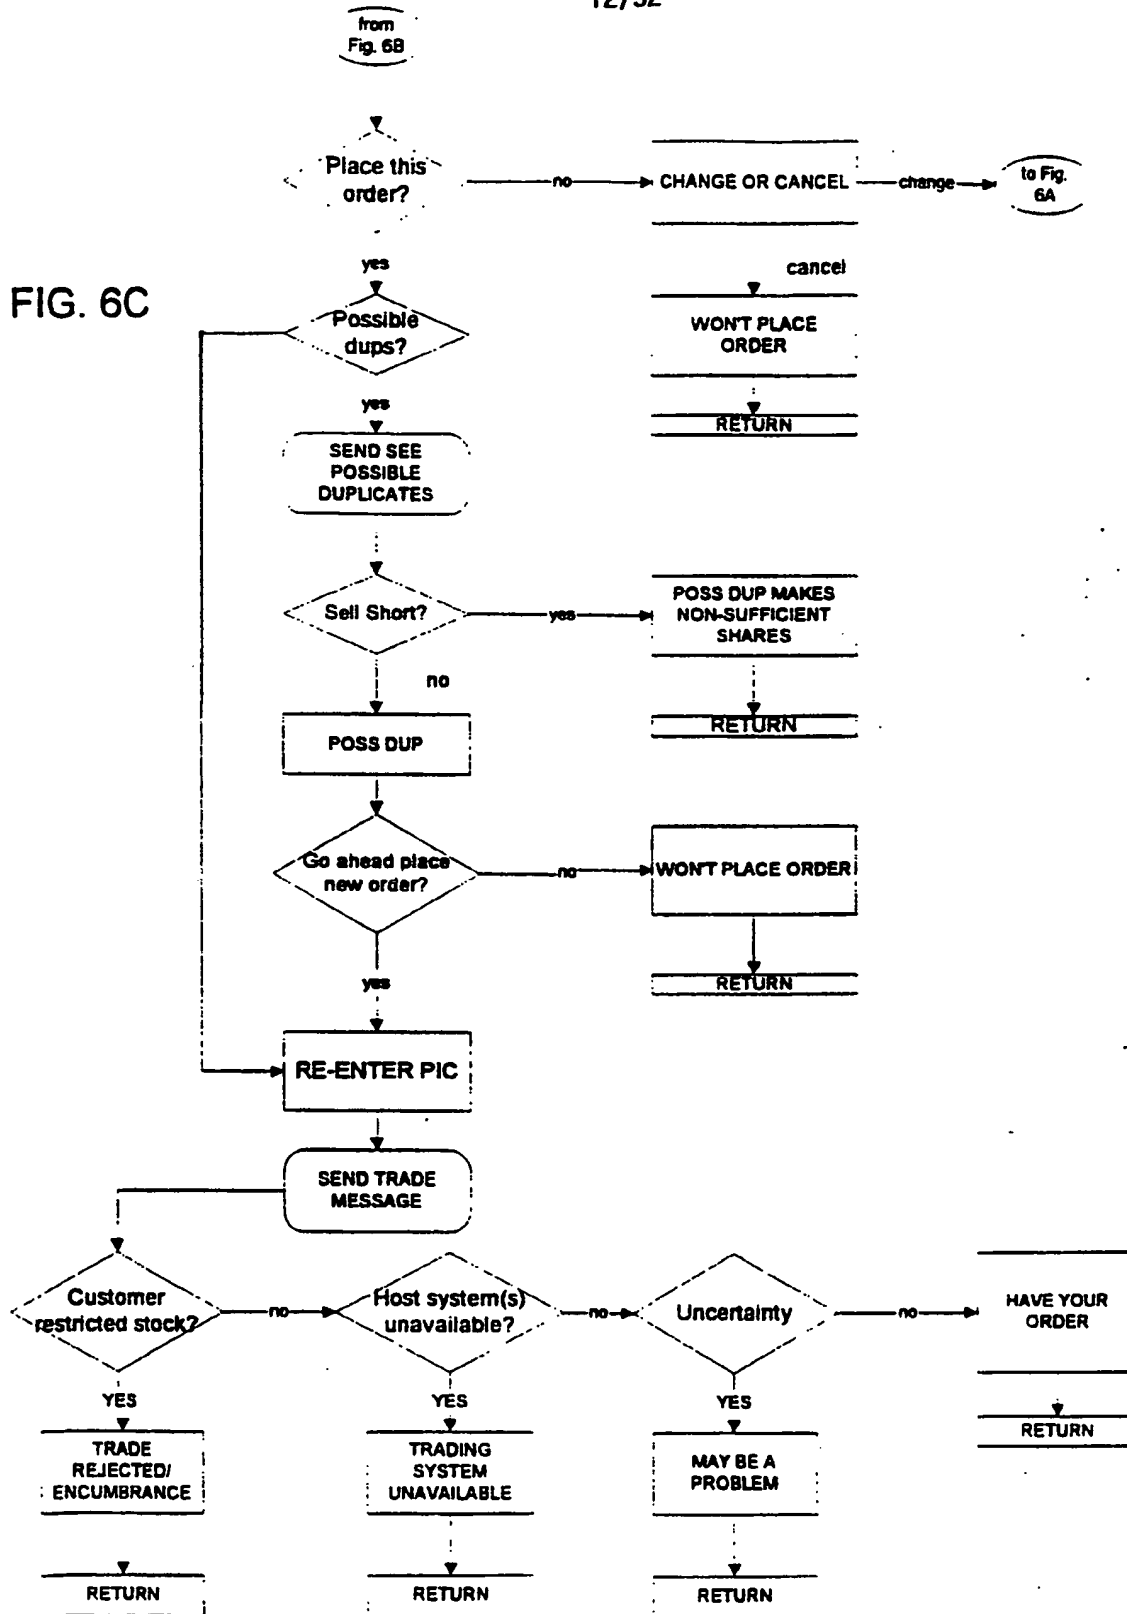 12/32
from
Fig. 6B
Place this
order?
no
CHANGE OR CANCEL
change
to Fig.
6A
yes
cancel
FIG. 6C
Possible
dups?
WON'T PLACE
ORDER
yes
RETURN
SEND SEE
POSSIBLE
DUPLICATES
Sell Short?
yes
POSS DUP MAKES
NON-SUFFICIENT
SHARES
no
RETURN
POSS DUP
Go ahead place
new order?
no
WON'T PLACE ORDER
yes
RETURN
RE-ENTER PIC
SEND TRADE
MESSAGE
Customer
restricted stock?
no
Host system(s)
unavailable?
no
Uncertainty
no
HAVE YOUR
ORDER
YES
YES
YES
RETURN
TRADE
REJECTED/
ENCUMBRANCE
TRADING
SYSTEM
UNAVAILABLE
MAY BE A
PROBLEM
RETURN
RETURN
RETURN